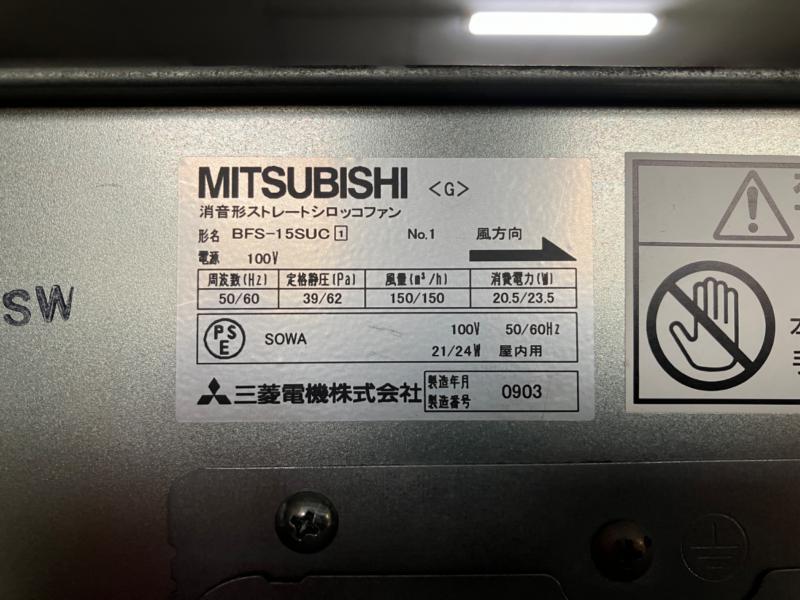 MITSUBISHI <G>
消音形ストレートシロッコファン
形名 BFS-15SUC 1 No.1 風方向
電源 100V
周波数(Hz) 定格静圧(Pa) 風量(m³/h) 消費電力(W)
50/60 39/62 150/150 20.5/23.5
PSE SOWA 100V 50/60Hz
21/24W 屋内用
三菱電機株式会社 製造年月 製造番号 0903
SW